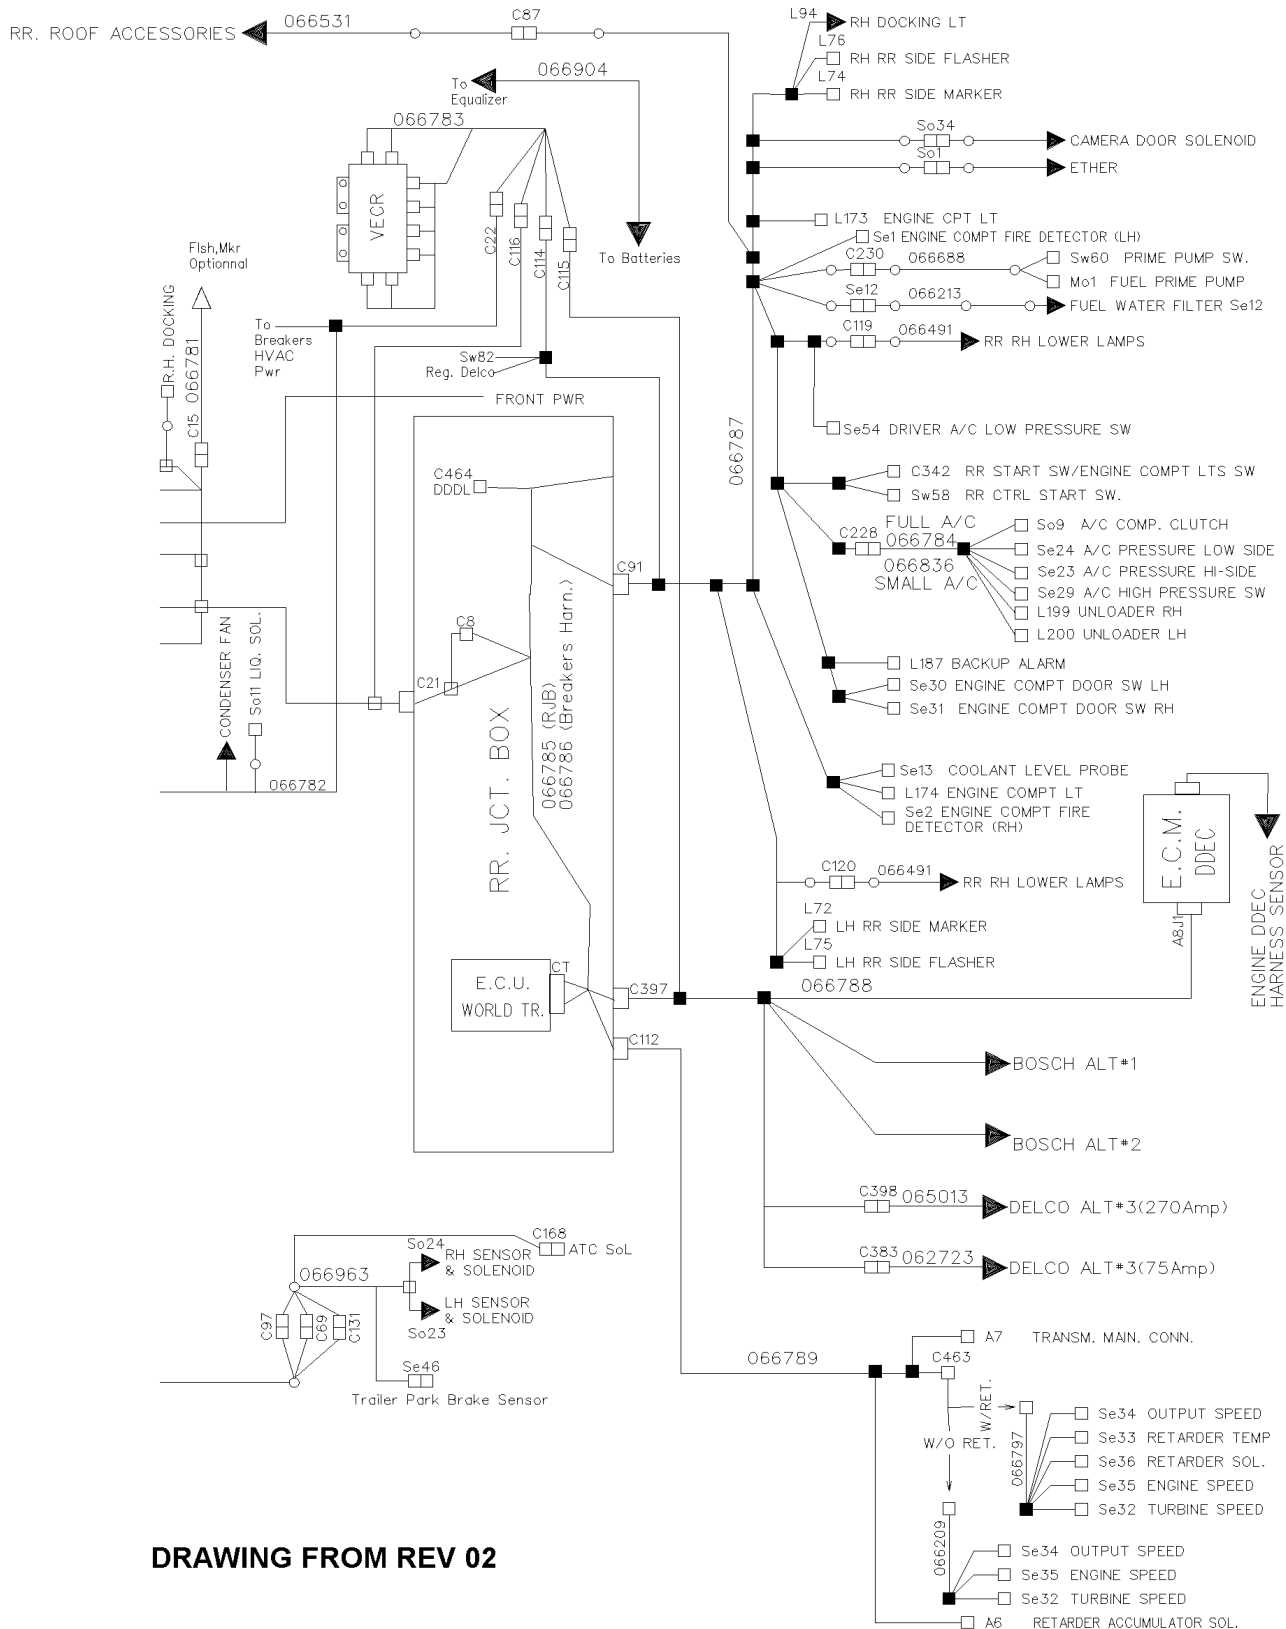 RR. ROOF ACCESSORIES
066531
C87
L94
RH DOCKING LT
L76
RH RR SIDE FLASHER
L74
RH RR SIDE MARKER
To
Equalizer
066904
To Batteries
066783
VECR
C22
C116
C114
C115
So34
CAMERA DOOR SOLENOID
So1
ETHER
L173 ENGINE CPT LT
Se1 ENGINE COMPT FIRE DETECTOR (LH)
C230
066688
Sw60 PRIME PUMP SW.
Mo1 FUEL PRIME PUMP
Se12
066213
FUEL WATER FILTER Se12
C119
066491
RR RH LOWER LAMPS
Flsh,Mkr
Optionnal
R.H. DOCKING
C15
066781
To
Breakers
HVAC
Pwr
Sw82
Reg. Delco
FRONT PWR
066787
Se54 DRIVER A/C LOW PRESSURE SW
C464
DDDL
C342 RR START SW/ENGINE COMPT LTS SW
Sw58 RR CTRL START SW.
C228
FULL A/C
066784
066836
SMALL A/C
So9 A/C COMP. CLUTCH
Se24 A/C PRESSURE LOW SIDE
Se23 A/C PRESSURE HI-SIDE
Se29 A/C HIGH PRESSURE SW
L199 UNLOADER RH
L200 UNLOADER LH
C91
C8
C21
CONDENSER FAN
So11 LIQ. SOL.
066782
RR. JCT. BOX
066785 (RJB)
066786 (Breakers Harn.)
L187 BACKUP ALARM
Se30 ENGINE COMPT DOOR SW LH
Se31 ENGINE COMPT DOOR SW RH
Se13 COOLANT LEVEL PROBE
L174 ENGINE COMPT LT
Se2 ENGINE COMPT FIRE
DETECTOR (RH)
E.C.M.
DDEC
A8J1
ENGINE DDEC
HARNESS SENSOR
C120
066491
RR RH LOWER LAMPS
L72
LH RR SIDE MARKER
L75
LH RR SIDE FLASHER
E.C.U.
WORLD TR.
CT
C397
066788
C112
BOSCH ALT#1
BOSCH ALT#2
C398
065013
DELCO ALT#3(270Amp)
C383
062723
DELCO ALT#3(75Amp)
C168
ATC SoL
So24
RH SENSOR
& SOLENOID
066963
LH SENSOR
& SOLENOID
So23
C97
C69
C131
Se46
Trailer Park Brake Sensor
066789
A7 TRANSM. MAIN. CONN.
C463
W/RET.
W/O RET.
066797
Se34 OUTPUT SPEED
Se33 RETARDER TEMP
Se36 RETARDER SOL.
Se35 ENGINE SPEED
Se32 TURBINE SPEED
066209
Se34 OUTPUT SPEED
Se35 ENGINE SPEED
Se32 TURBINE SPEED
A6 RETARDER ACCUMULATOR SOL.
DRAWING FROM REV 02